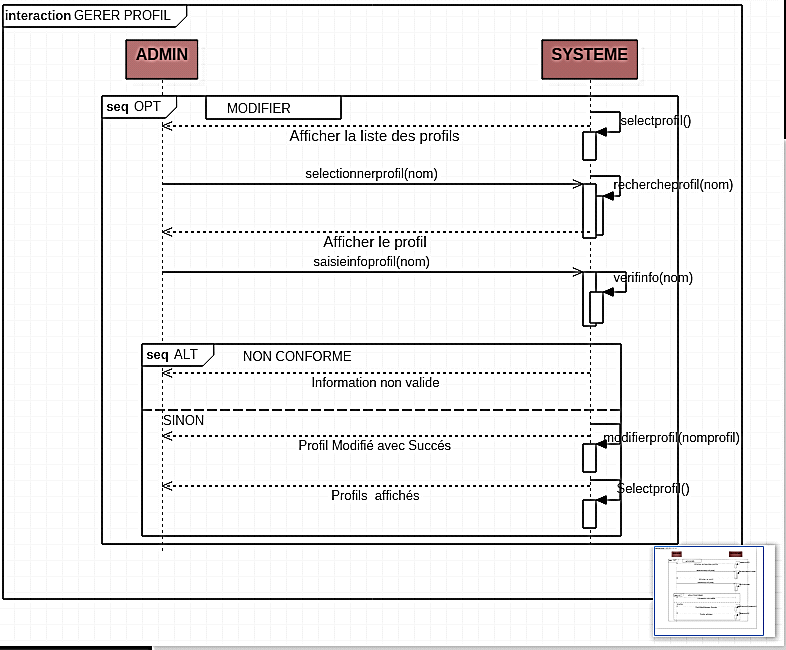 interaction GERER PROFIL
ADMIN
SYSTEME
seq OPT
MODIFIER
selectprofil()
Afficher la liste des profils
selectionnerprofil(nom)
rechercheprofil(nom)
Afficher le profil
saisieinfoprofil(nom)
verifinfo(nom)
seq ALT
NON CONFORME
Information non valide
SINON
modifierprofil(nomprofil)
Profil Modifié avec Succés
Selectprofil()
Profils affichés